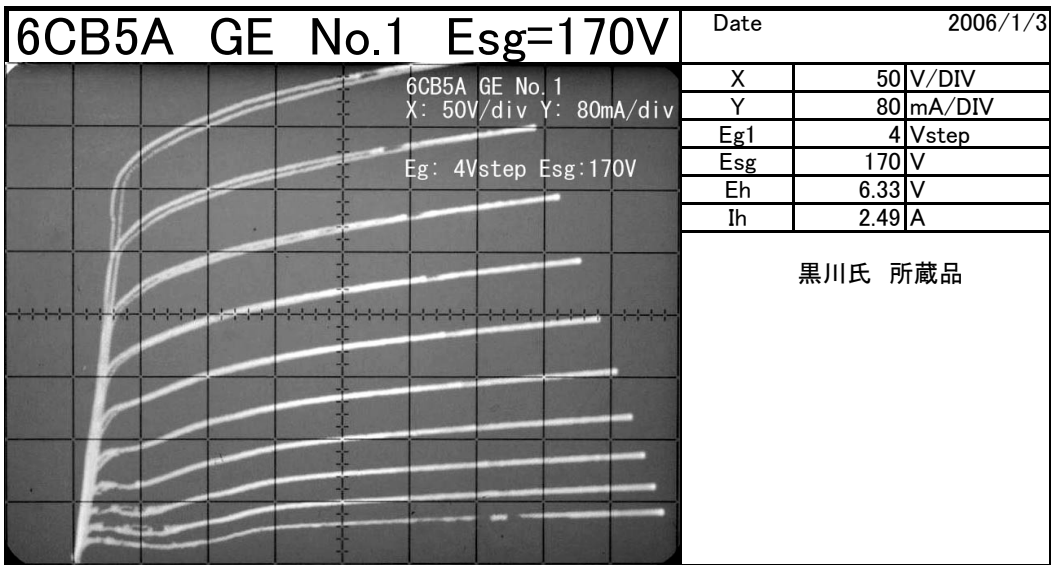 6CB5A GE No.1 Esg=170V
Date 2006/1/3
6CB5A GE No.1
X: 50V/div Y: 80mA/div
Eg: 4Vstep Esg:170V
X 50 V/DIV
Y 80 mA/DIV
Eg1 4 Vstep
Esg 170 V
Eh 6.33 V
Ih 2.49 A
黒川氏 所蔵品